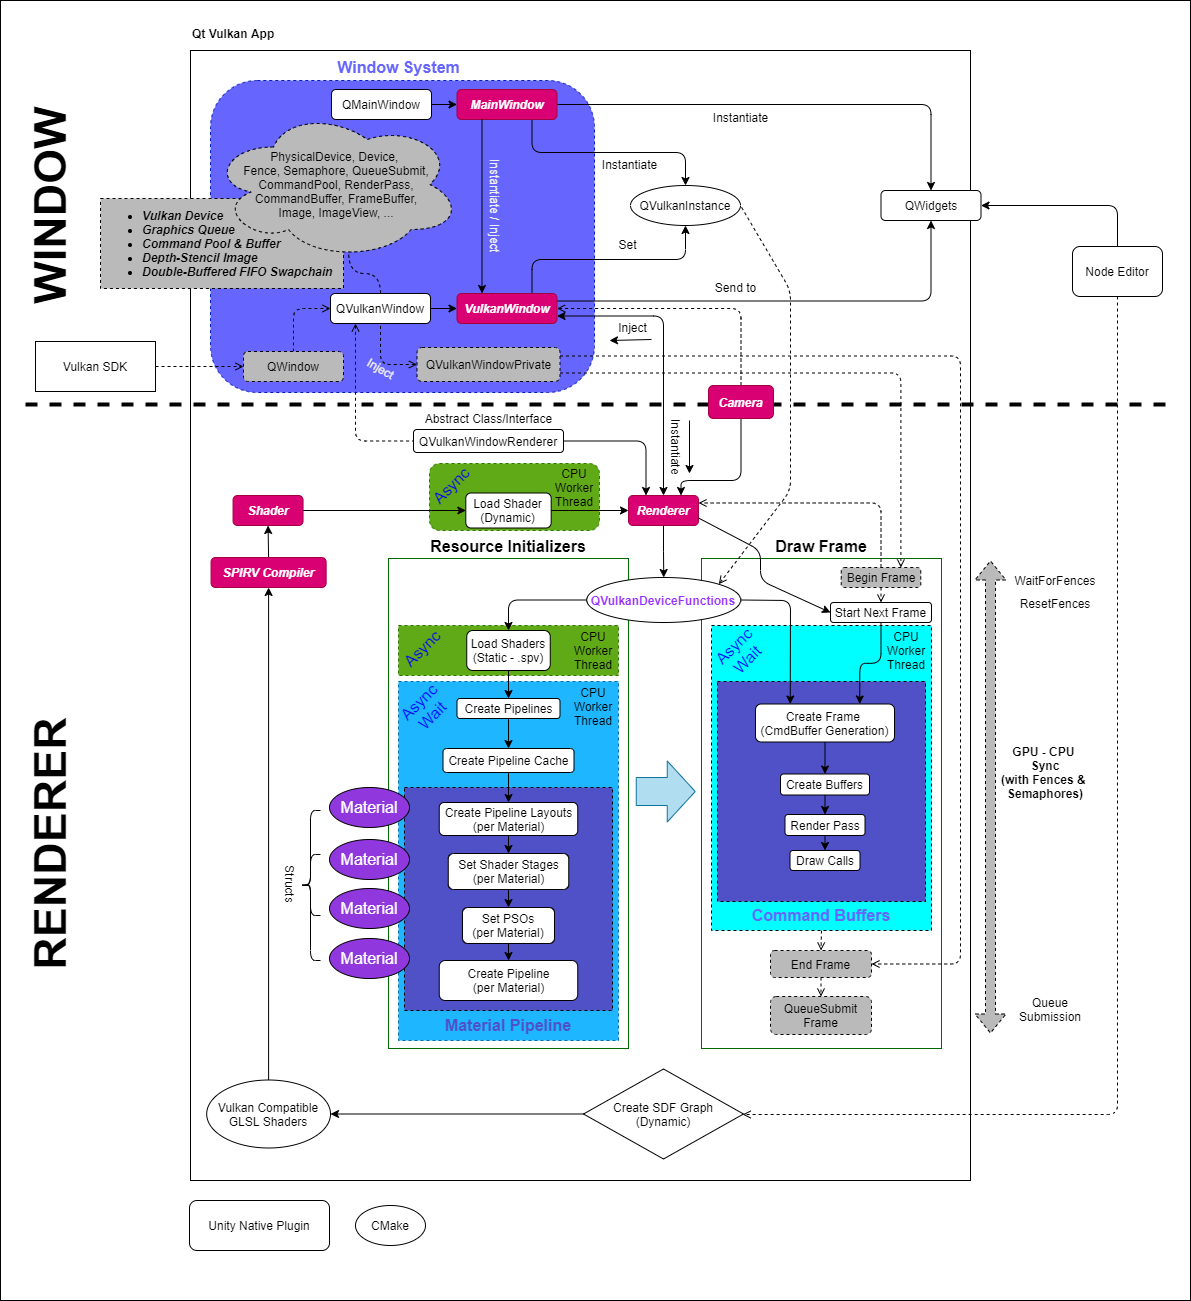 Qt Vulkan App
WINDOW
Window System
QMainWindow
MainWindow
Instantiate
PhysicalDevice, Device,
Fence, Semaphore, QueueSubmit,
CommandPool, RenderPass,
CommandBuffer, FrameBuffer,
Image, ImageView, ...
Instantiate / Inject
Instantiate
QVulkanInstance
QWidgets
Vulkan Device
Graphics Queue
Command Pool & Buffer
Depth-Stencil Image
Double-Buffered FIFO Swapchain
Set
Node Editor
Send to
QVulkanWindow
VulkanWindow
Inject
Vulkan SDK
QWindow
Inject
QVulkanWindowPrivate
Camera
Abstract Class/Interface
QVulkanWindowRenderer
Instantiate
Async
CPU
Worker
Thread
Load Shader
(Dynamic)
Shader
Renderer
SPIRV Compiler
Resource Initializers
Draw Frame
Begin Frame
WaitForFences
ResetFences
QVulkanDeviceFunctions
Start Next Frame
Async
Load Shaders
(Static - .spv)
CPU
Worker
Thread
Async
Wait
CPU
Worker
Thread
Async
Wait
CPU
Worker
Thread
Create Pipelines
Create Frame
(CmdBuffer Generation)
Create Pipeline Cache
Create Buffers
GPU - CPU
Sync
(with Fences &
Semaphores)
RENDERER
Material
Material
Material
Material
Structs
Create Pipeline Layouts
(per Material)
Render Pass
Set Shader Stages
(per Material)
Draw Calls
Set PSOs
(per Material)
Command Buffers
Create Pipeline
(per Material)
End Frame
Material Pipeline
QueueSubmit
Frame
Queue
Submission
Vulkan Compatible
GLSL Shaders
Create SDF Graph
(Dynamic)
Unity Native Plugin
CMake